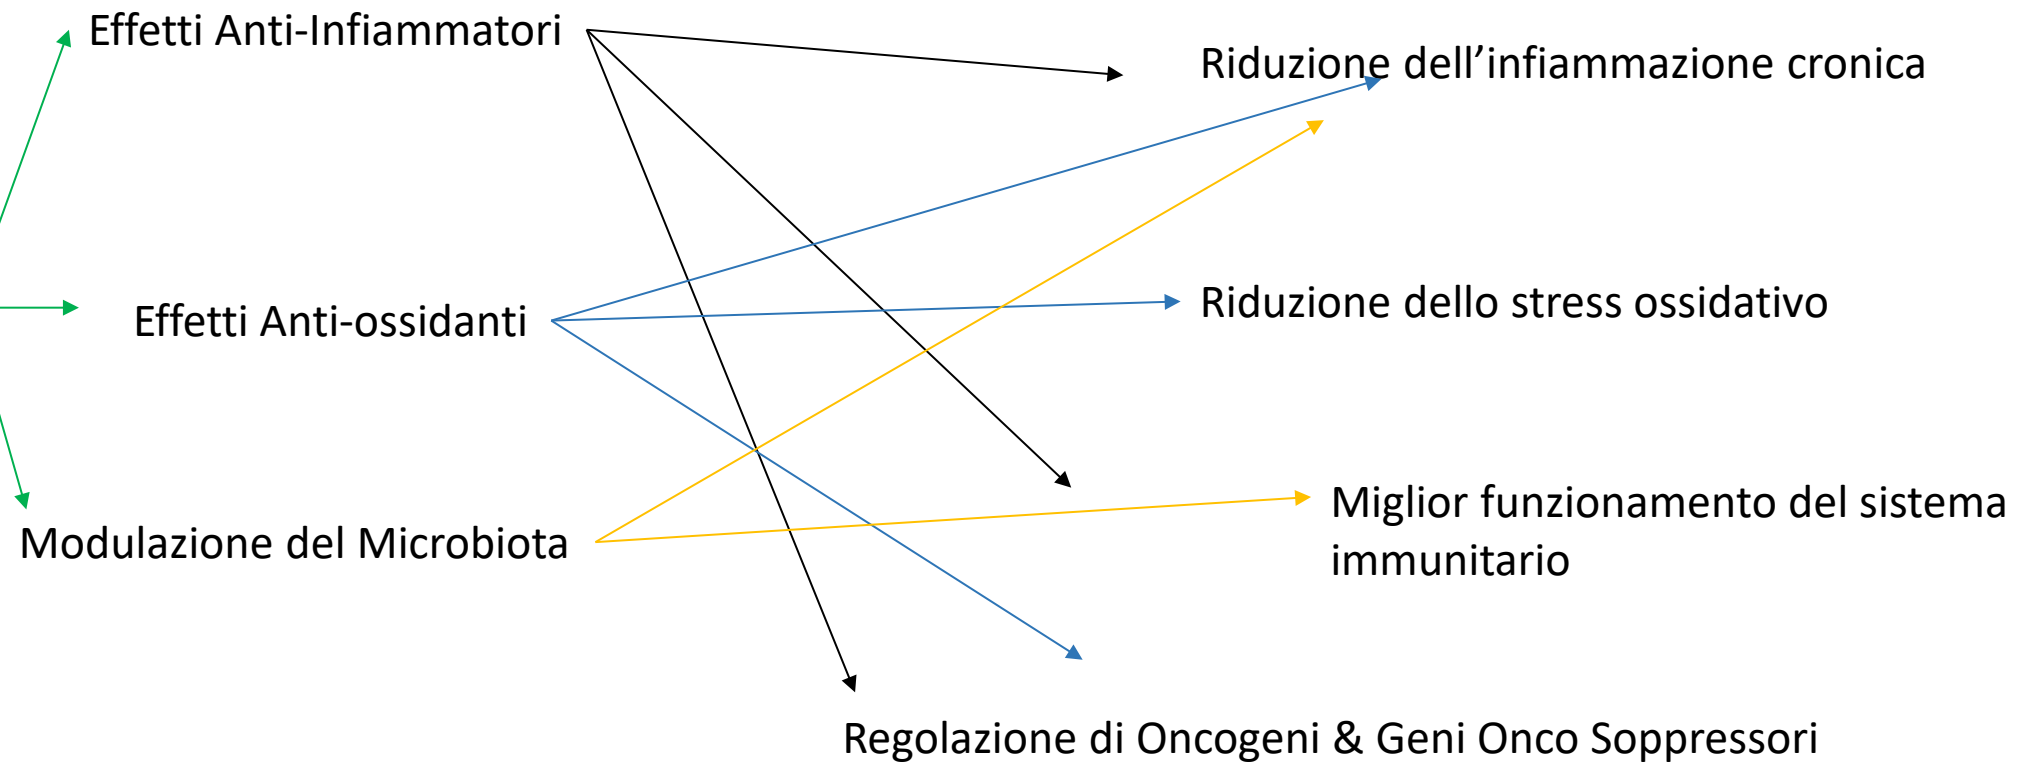 Effetti Anti-Infiammatori
Riduzione dell’infiammazione cronica
Effetti Anti-ossidanti
Riduzione dello stress ossidativo
Modulazione del Microbiota
Miglior funzionamento del sistema
immunitario
Regolazione di Oncogeni & Geni Onco Soppressori